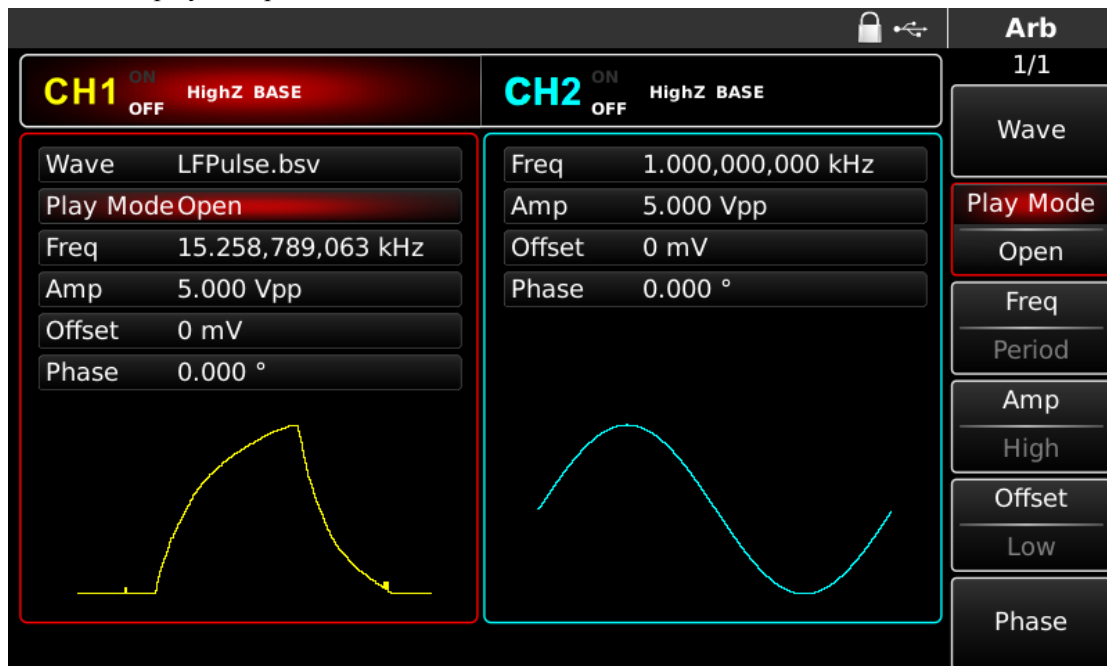 Arb
1/1
CH1 ON OFF HighZ BASE
CH2 ON OFF HighZ BASE
Wave LFPulse.bsv
Play Mode Open
Freq 15.258,789,063 kHz
Amp 5.000 Vpp
Offset 0 mV
Phase 0.000 °
Freq 1.000,000,000 kHz
Amp 5.000 Vpp
Offset 0 mV
Phase 0.000 °
Wave
Play Mode
Open
Freq
Period
Amp
High
Offset
Low
Phase